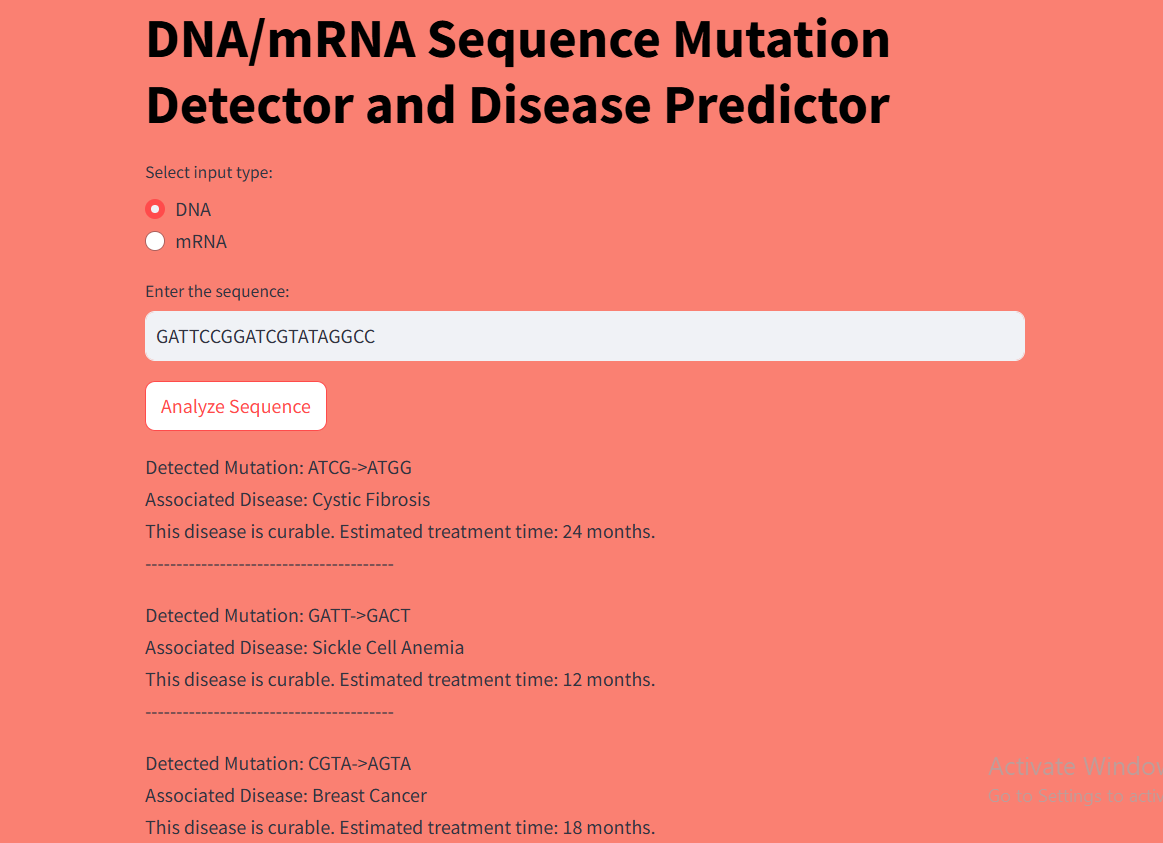 DNA/mRNA Sequence Mutation
Detector and Disease Predictor
Select input type:
DNA
mRNA
Enter the sequence:
GATTCCGGATCGTATAGGCC
Analyze Sequence
Detected Mutation: ATCG->ATGG
Associated Disease: Cystic Fibrosis
This disease is curable. Estimated treatment time: 24 months.
----------------------------------------
Detected Mutation: GATT->GACT
Associated Disease: Sickle Cell Anemia
This disease is curable. Estimated treatment time: 12 months.
----------------------------------------
Detected Mutation: CGTA->AGTA
Associated Disease: Breast Cancer
This disease is curable. Estimated treatment time: 18 months.
Activate Window
Go to Settings to